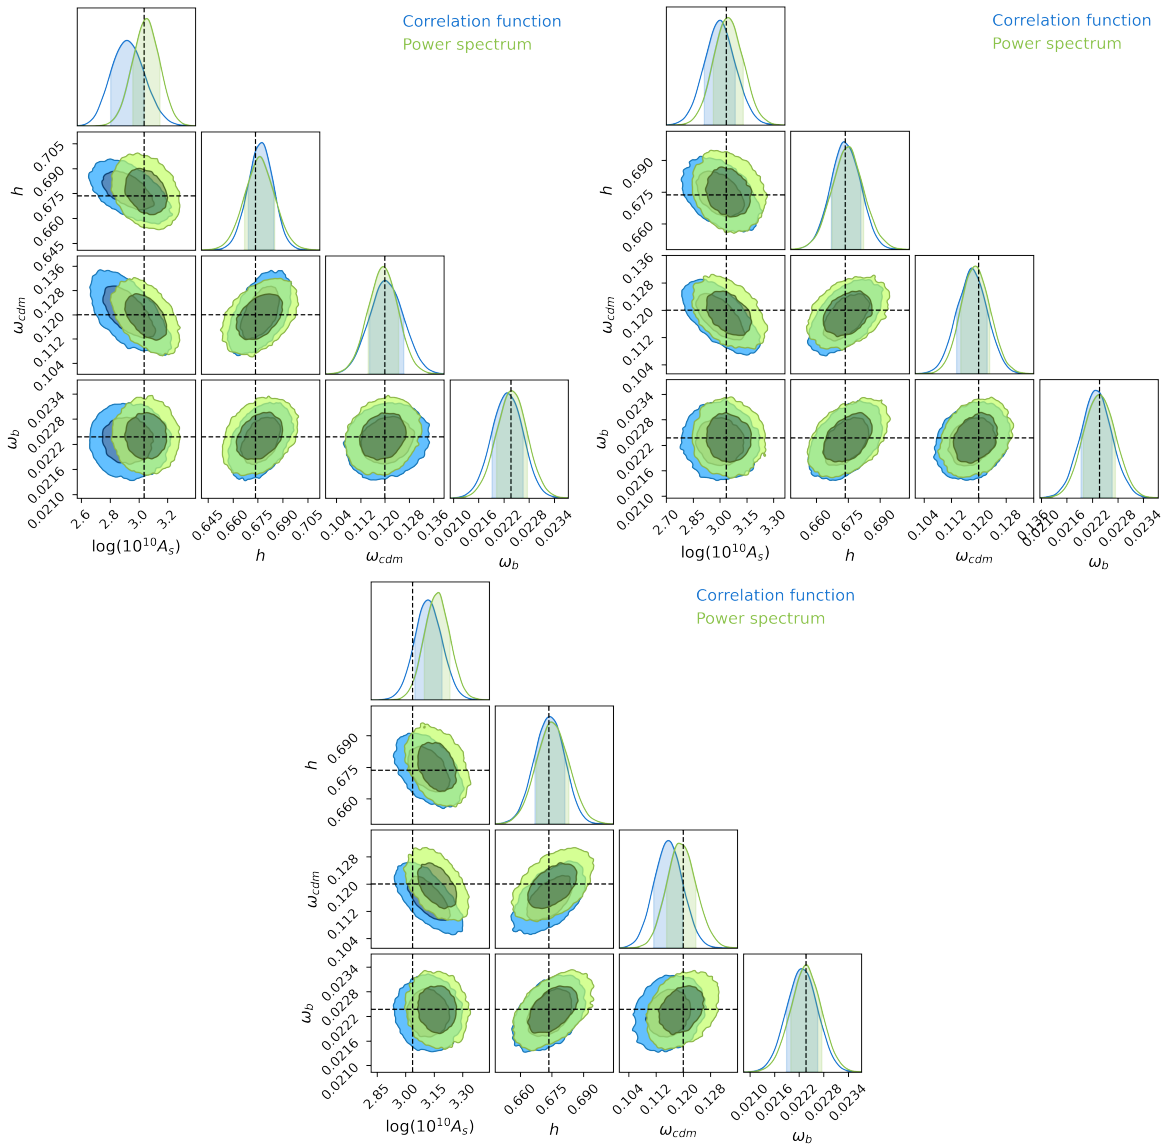 Correlation function
Power spectrum
h
0.705
0.690
0.675
0.660
0.645
ω_cdm
0.136
0.128
0.120
0.112
0.104
ω_b
0.0234
0.0228
0.0222
0.0216
0.0210
2.6 2.8 3.0 3.2
0.645 0.660 0.675 0.690 0.705
0.104 0.112 0.120 0.128 0.136
0.0210 0.0216 0.0222 0.0228 0.0234
log(10^10 A_s) h ω_cdm ω_b
Correlation function
Power spectrum
h
0.690
0.675
0.660
ω_cdm
0.136
0.128
0.120
0.112
0.104
ω_b
0.0234
0.0228
0.0222
0.0216
0.0210
2.70 2.85 3.00 3.15 3.30
0.660 0.675 0.690
0.104 0.112 0.120 0.128 0.136
0.0210 0.0216 0.0222 0.0228 0.0234
log(10^10 A_s) h ω_cdm ω_b
Correlation function
Power spectrum
h
0.690
0.675
0.660
ω_cdm
0.128
0.120
0.112
0.104
ω_b
0.0234
0.0228
0.0222
0.0216
0.0210
2.85 3.00 3.15 3.30
0.660 0.675 0.690
0.104 0.112 0.120 0.128
0.0210 0.0216 0.0222 0.0228 0.0234
log(10^10 A_s) h ω_cdm ω_b